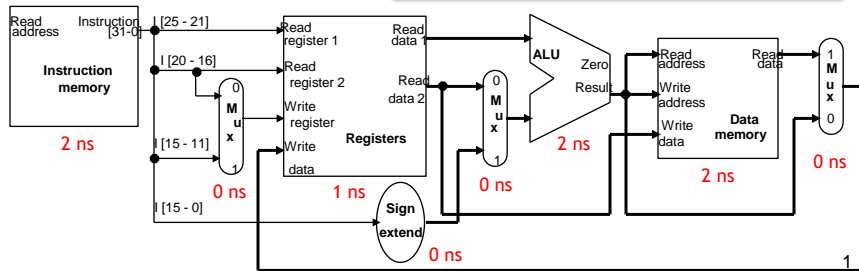 Read
address
Instruction
[31-0]
Instruction
memory
2 ns
I [25 - 21]
I [20 - 16]
I [15 - 11]
I [15 - 0]
0
M
u
x
1
0 ns
Read
register 1
Read
register 2
Write
register
Write
data
Read
data 1
Read
data 2
Registers
1 ns
Sign
extend
0 ns
0
M
u
x
1
0 ns
ALU
Zero
Result
2 ns
Read
address
Write
address
Write
data
Read
data
Data
memory
2 ns
1
M
u
x
0
0 ns
1